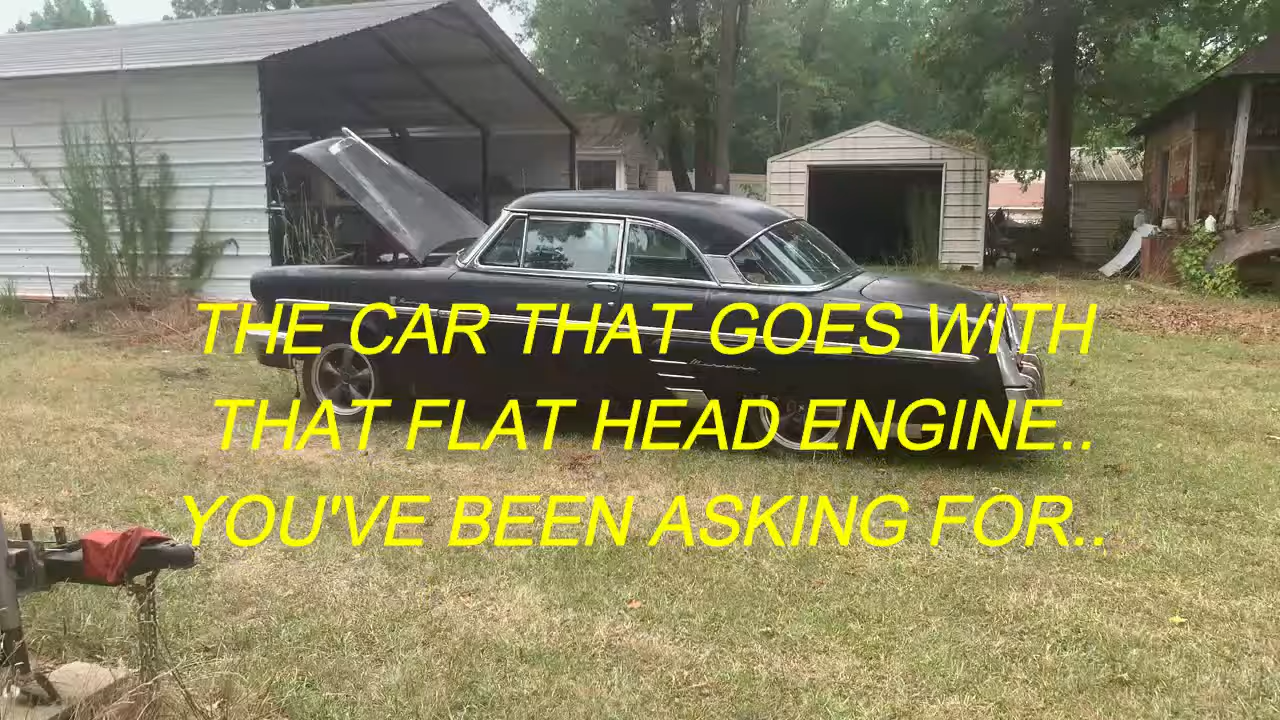 THE CAR THAT GOES WITH
THAT FLAT HEAD ENGINE..
YOU'VE BEEN ASKING FOR..